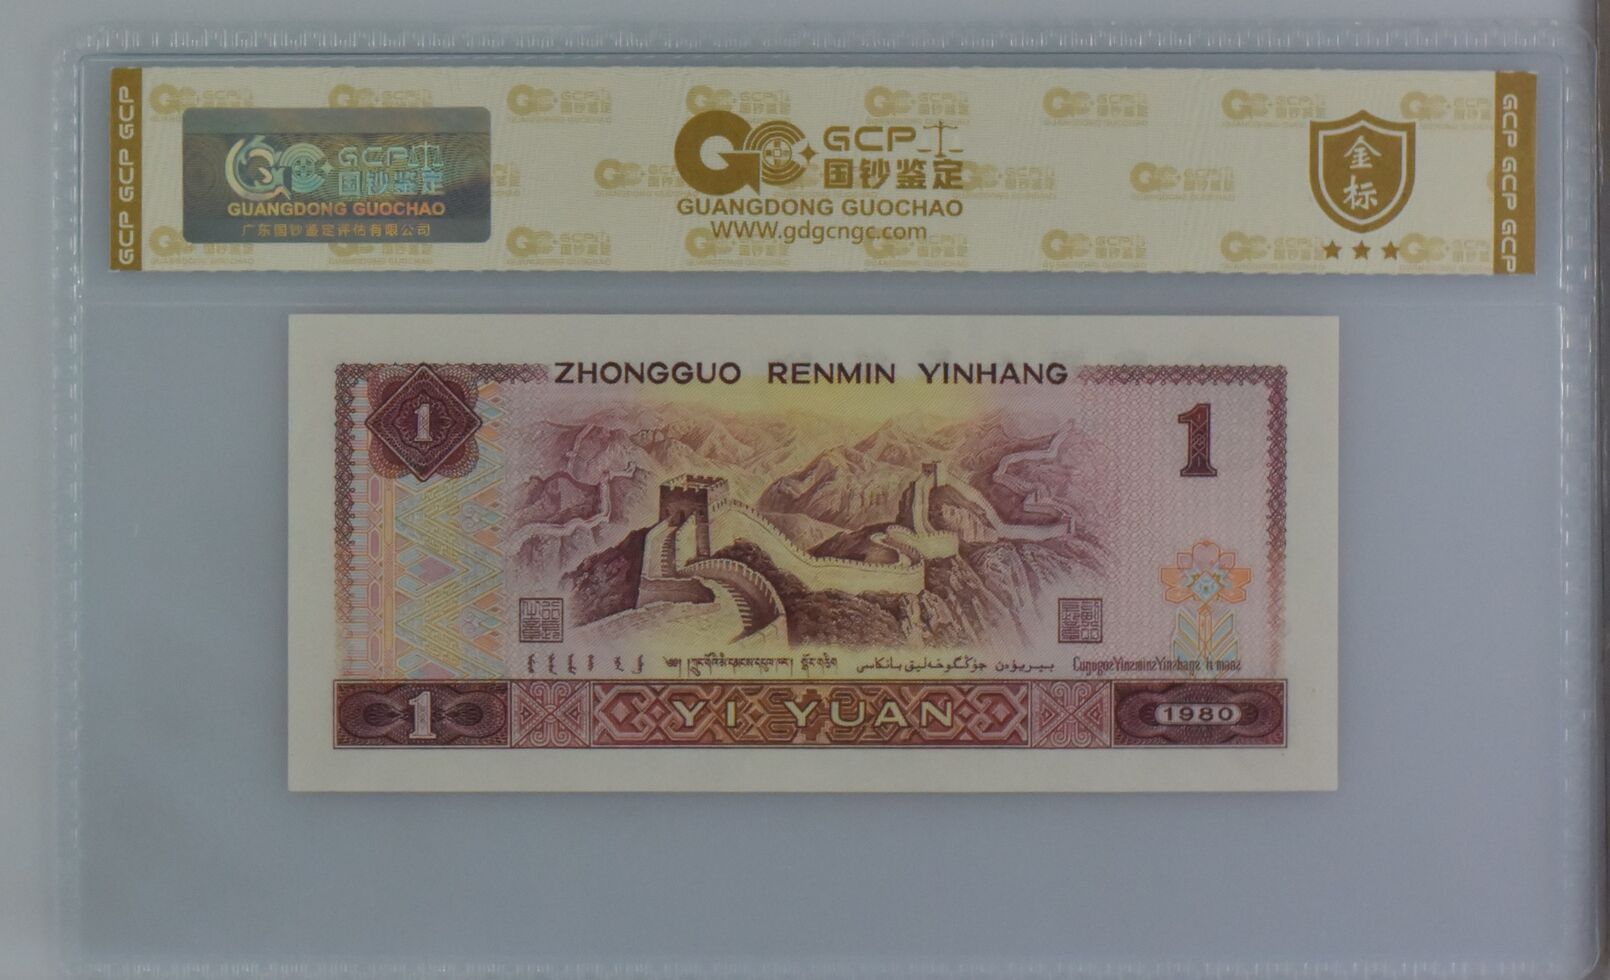 GCP GCP GCP
GCP 国钞鉴定
GUANGDONG GUOCHAO
广东国钞鉴定评估有限公司
GCP
国钞鉴定
GUANGDONG GUOCHAO
WWW.gdgcngc.com
金
标
GCP GCP GCP
ZHONGGUO RENMIN YINHANG
1
1
1
YI YUAN
1980